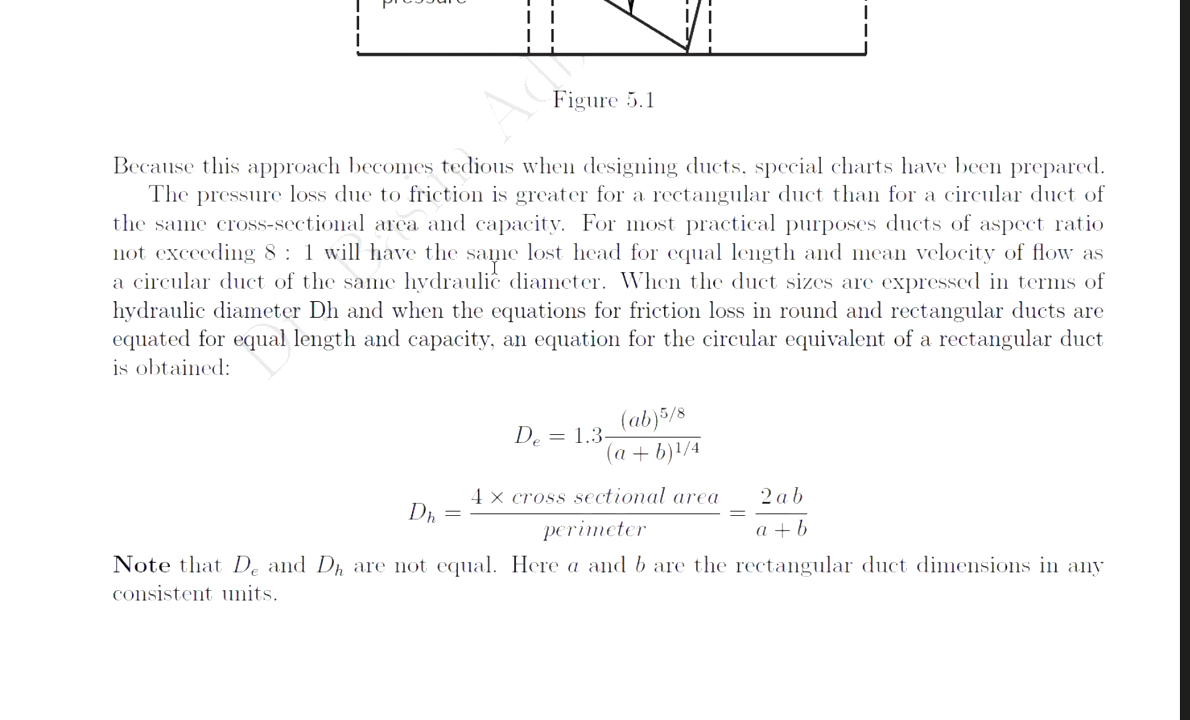 pressure
Figure 5.1
Because this approach becomes tedious when designing ducts, special charts have been prepared.
The pressure loss due to friction is greater for a rectangular duct than for a circular duct of
the same cross-sectional area and capacity. For most practical purposes ducts of aspect ratio
not exceeding 8 : 1 will have the same lost head for equal length and mean velocity of flow as
a circular duct of the same hydraulic diameter. When the duct sizes are expressed in terms of
hydraulic diameter Dh and when the equations for friction loss in round and rectangular ducts are
equated for equal length and capacity, an equation for the circular equivalent of a rectangular duct
is obtained:
D_e = 1.3 (ab)^{5/8} / (a + b)^{1/4}
D_h = 4 × cross sectional area / perimeter = 2 a b / a + b
Note that D_e and D_h are not equal. Here a and b are the rectangular duct dimensions in any
consistent units.